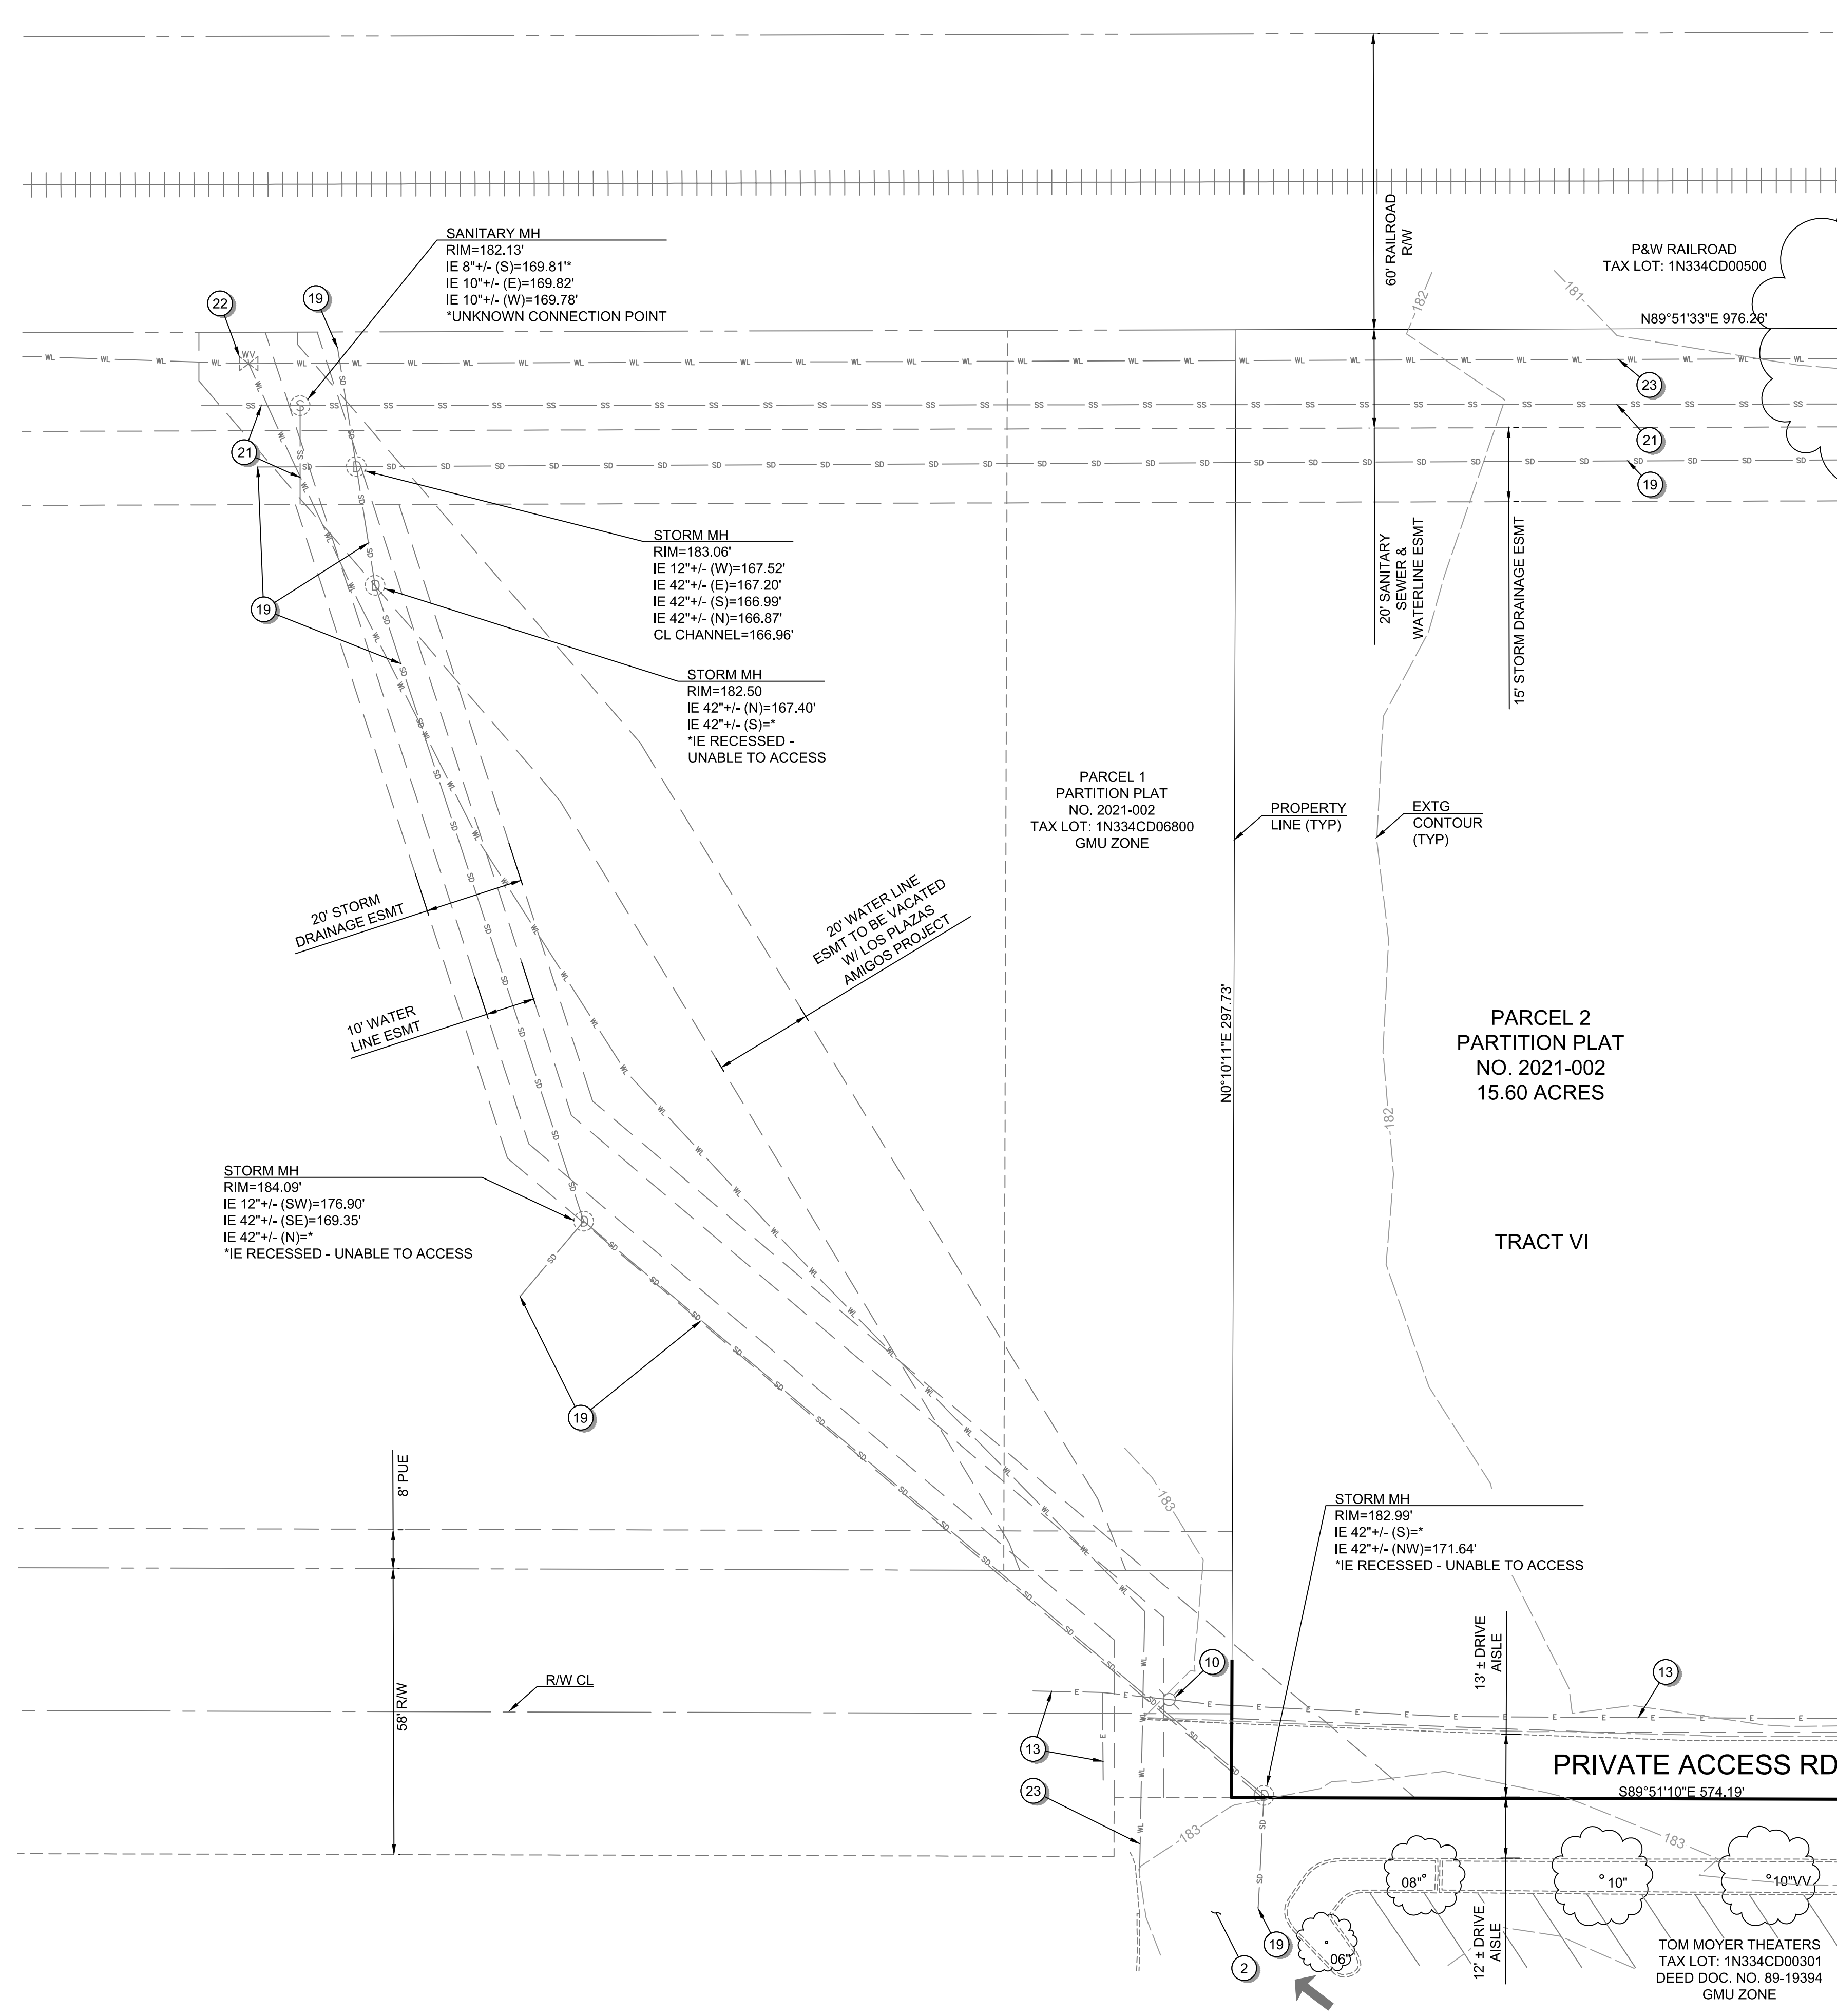 60' RAILROAD
R/W
SANITARY MH
RIM=182.13'
IE 8"+/- (S)=169.81'*
IE 10"+/- (E)=169.82'
IE 10"+/- (W)=169.78'
*UNKNOWN CONNECTION POINT
P&W RAILROAD
TAX LOT: 1N334CD00500
182
181
N89°51'33"E 976.26'
22
19
WV
S
21
D
D
23
21
19
19
STORM MH
RIM=183.06'
IE 12"+/- (W)=167.52'
IE 42"+/- (E)=167.20'
IE 42"+/- (S)=166.99'
IE 42"+/- (N)=166.87'
CL CHANNEL=166.96'
20' SANITARY
SEWER &
WATERLINE ESMT
15' STORM DRAINAGE ESMT
STORM MH
RIM=182.50
IE 42"+/- (N)=167.40'
IE 42"+/- (S)=*
*IE RECESSED -
UNABLE TO ACCESS
PARCEL 1
PARTITION PLAT
NO. 2021-002
TAX LOT: 1N334CD06800
GMU ZONE
PROPERTY
LINE (TYP)
EXTG
CONTOUR
(TYP)
20' STORM
DRAINAGE ESMT
20' WATER LINE
ESMT TO BE VACATED
W/ LOS PLAZAS
AMIGOS PROJECT
10' WATER
LINE ESMT
N0°10'11"E 297.73'
PARCEL 2
PARTITION PLAT
NO. 2021-002
15.60 ACRES
182
STORM MH
RIM=184.09'
IE 12"+/- (SW)=176.90'
IE 42"+/- (SE)=169.35'
IE 42"+/- (N)=*
*IE RECESSED - UNABLE TO ACCESS
D
TRACT VI
19
8' PUE
183
STORM MH
RIM=182.99'
IE 42"+/- (S)=*
IE 42"+/- (NW)=171.64'
*IE RECESSED - UNABLE TO ACCESS
58' R/W
R/W CL
10
13' ± DRIVE
AISLE
13
13
23
D
PRIVATE ACCESS RD
S89°51'10"E 574.19'
183
183
08"
10"
10"VV
06"
19
2
12' ± DRIVE
AISLE
TOM MOYER THEATERS
TAX LOT: 1N334CD00301
DEED DOC. NO. 89-19394
GMU ZONE
WL
SS
SD
E